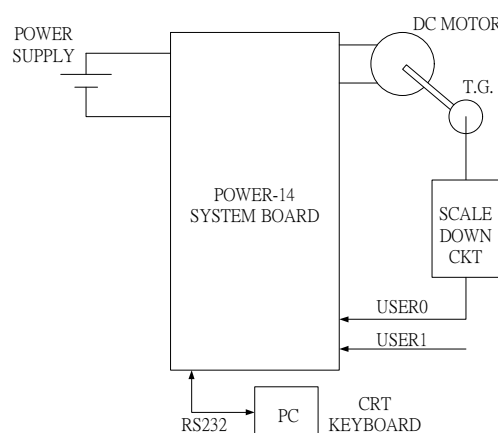 POWER
SUPPLY
DC MOTOR
T.G.
POWER-14
SYSTEM BOARD
SCALE
DOWN
CKT
USER0
USER1
RS232
PC
CRT
KEYBOARD